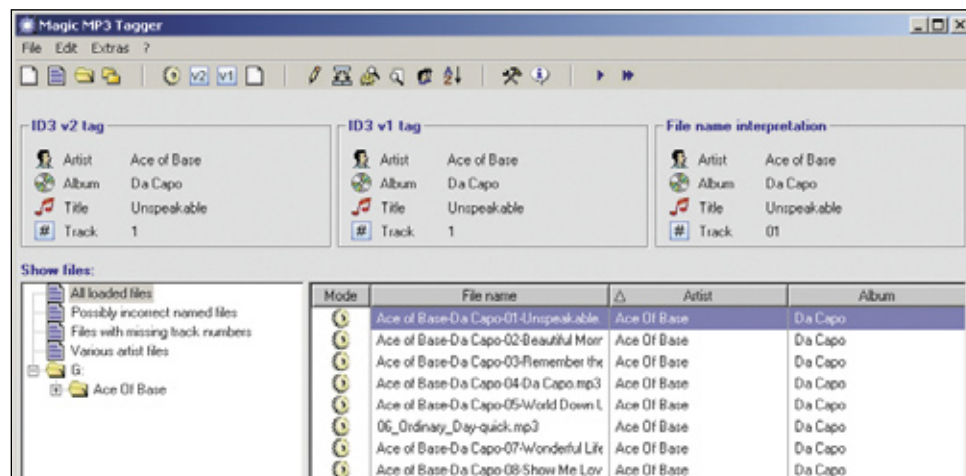 Magic MP3 Tagger
File Edit Extras ?
v2 v1
ID3 v2 tag
Artist Ace of Base
Album Da Capo
Title Unspeakable
# Track 1
ID3 v1 tag
Artist Ace of Base
Album Da Capo
Title Unspeakable
# Track 1
File name interpretation
Artist Ace of Base
Album Da Capo
Title Unspeakable
# Track 01
Show files:
All loaded files
Possibly incorrect named files
Files with missing track numbers
Various artist files
G:
Ace Of Base
Mode File name Artist Album
Ace of Base-Da Capo-01-Unspeakable. Ace Of Base Da Capo
Ace of Base-Da Capo-02-Beautiful Morr Ace Of Base Da Capo
Ace of Base-Da Capo-03-Remember the Ace Of Base Da Capo
Ace of Base-Da Capo-04-Da Capo.mp3 Ace Of Base Da Capo
Ace of Base-Da Capo-05-World Down U Ace Of Base Da Capo
06_Ordinary_Day-quick.mp3 Ace Of Base Da Capo
Ace of Base-Da Capo-07-Wonderful Life Ace Of Base Da Capo
Ace of Base-Da Capo-08-Show Me Lov Ace Of Base Da Capo